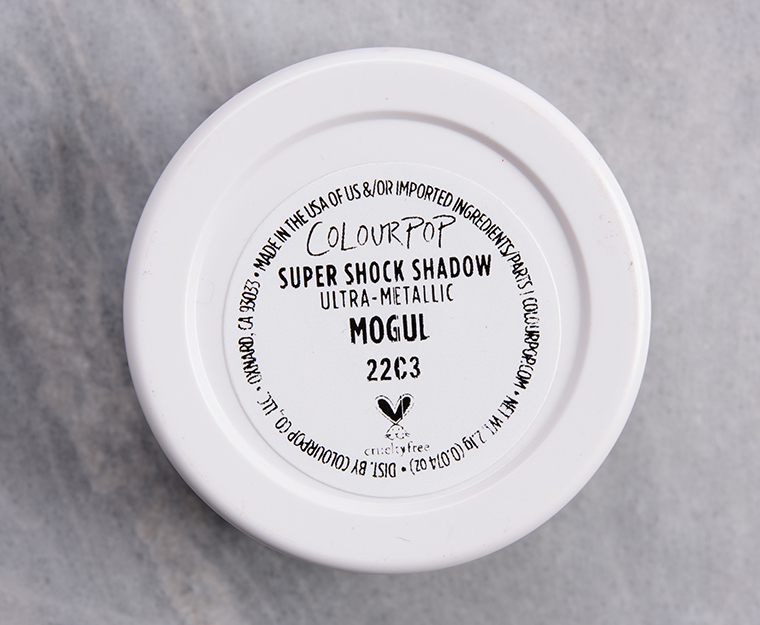 COLOURPOP
SUPER SHOCK SHADOW
ULTRA-METALLIC
MOGUL
22C3
crueltyfree
• MADE IN THE USA OF US &/OR IMPORTED INGREDIENTS/PARTS | COLOURPOP.COM • NET WT. 2.1g (0.074 oz) • DIST. BY COLOURPOP CO., LLC. • OXNARD, CA 93033